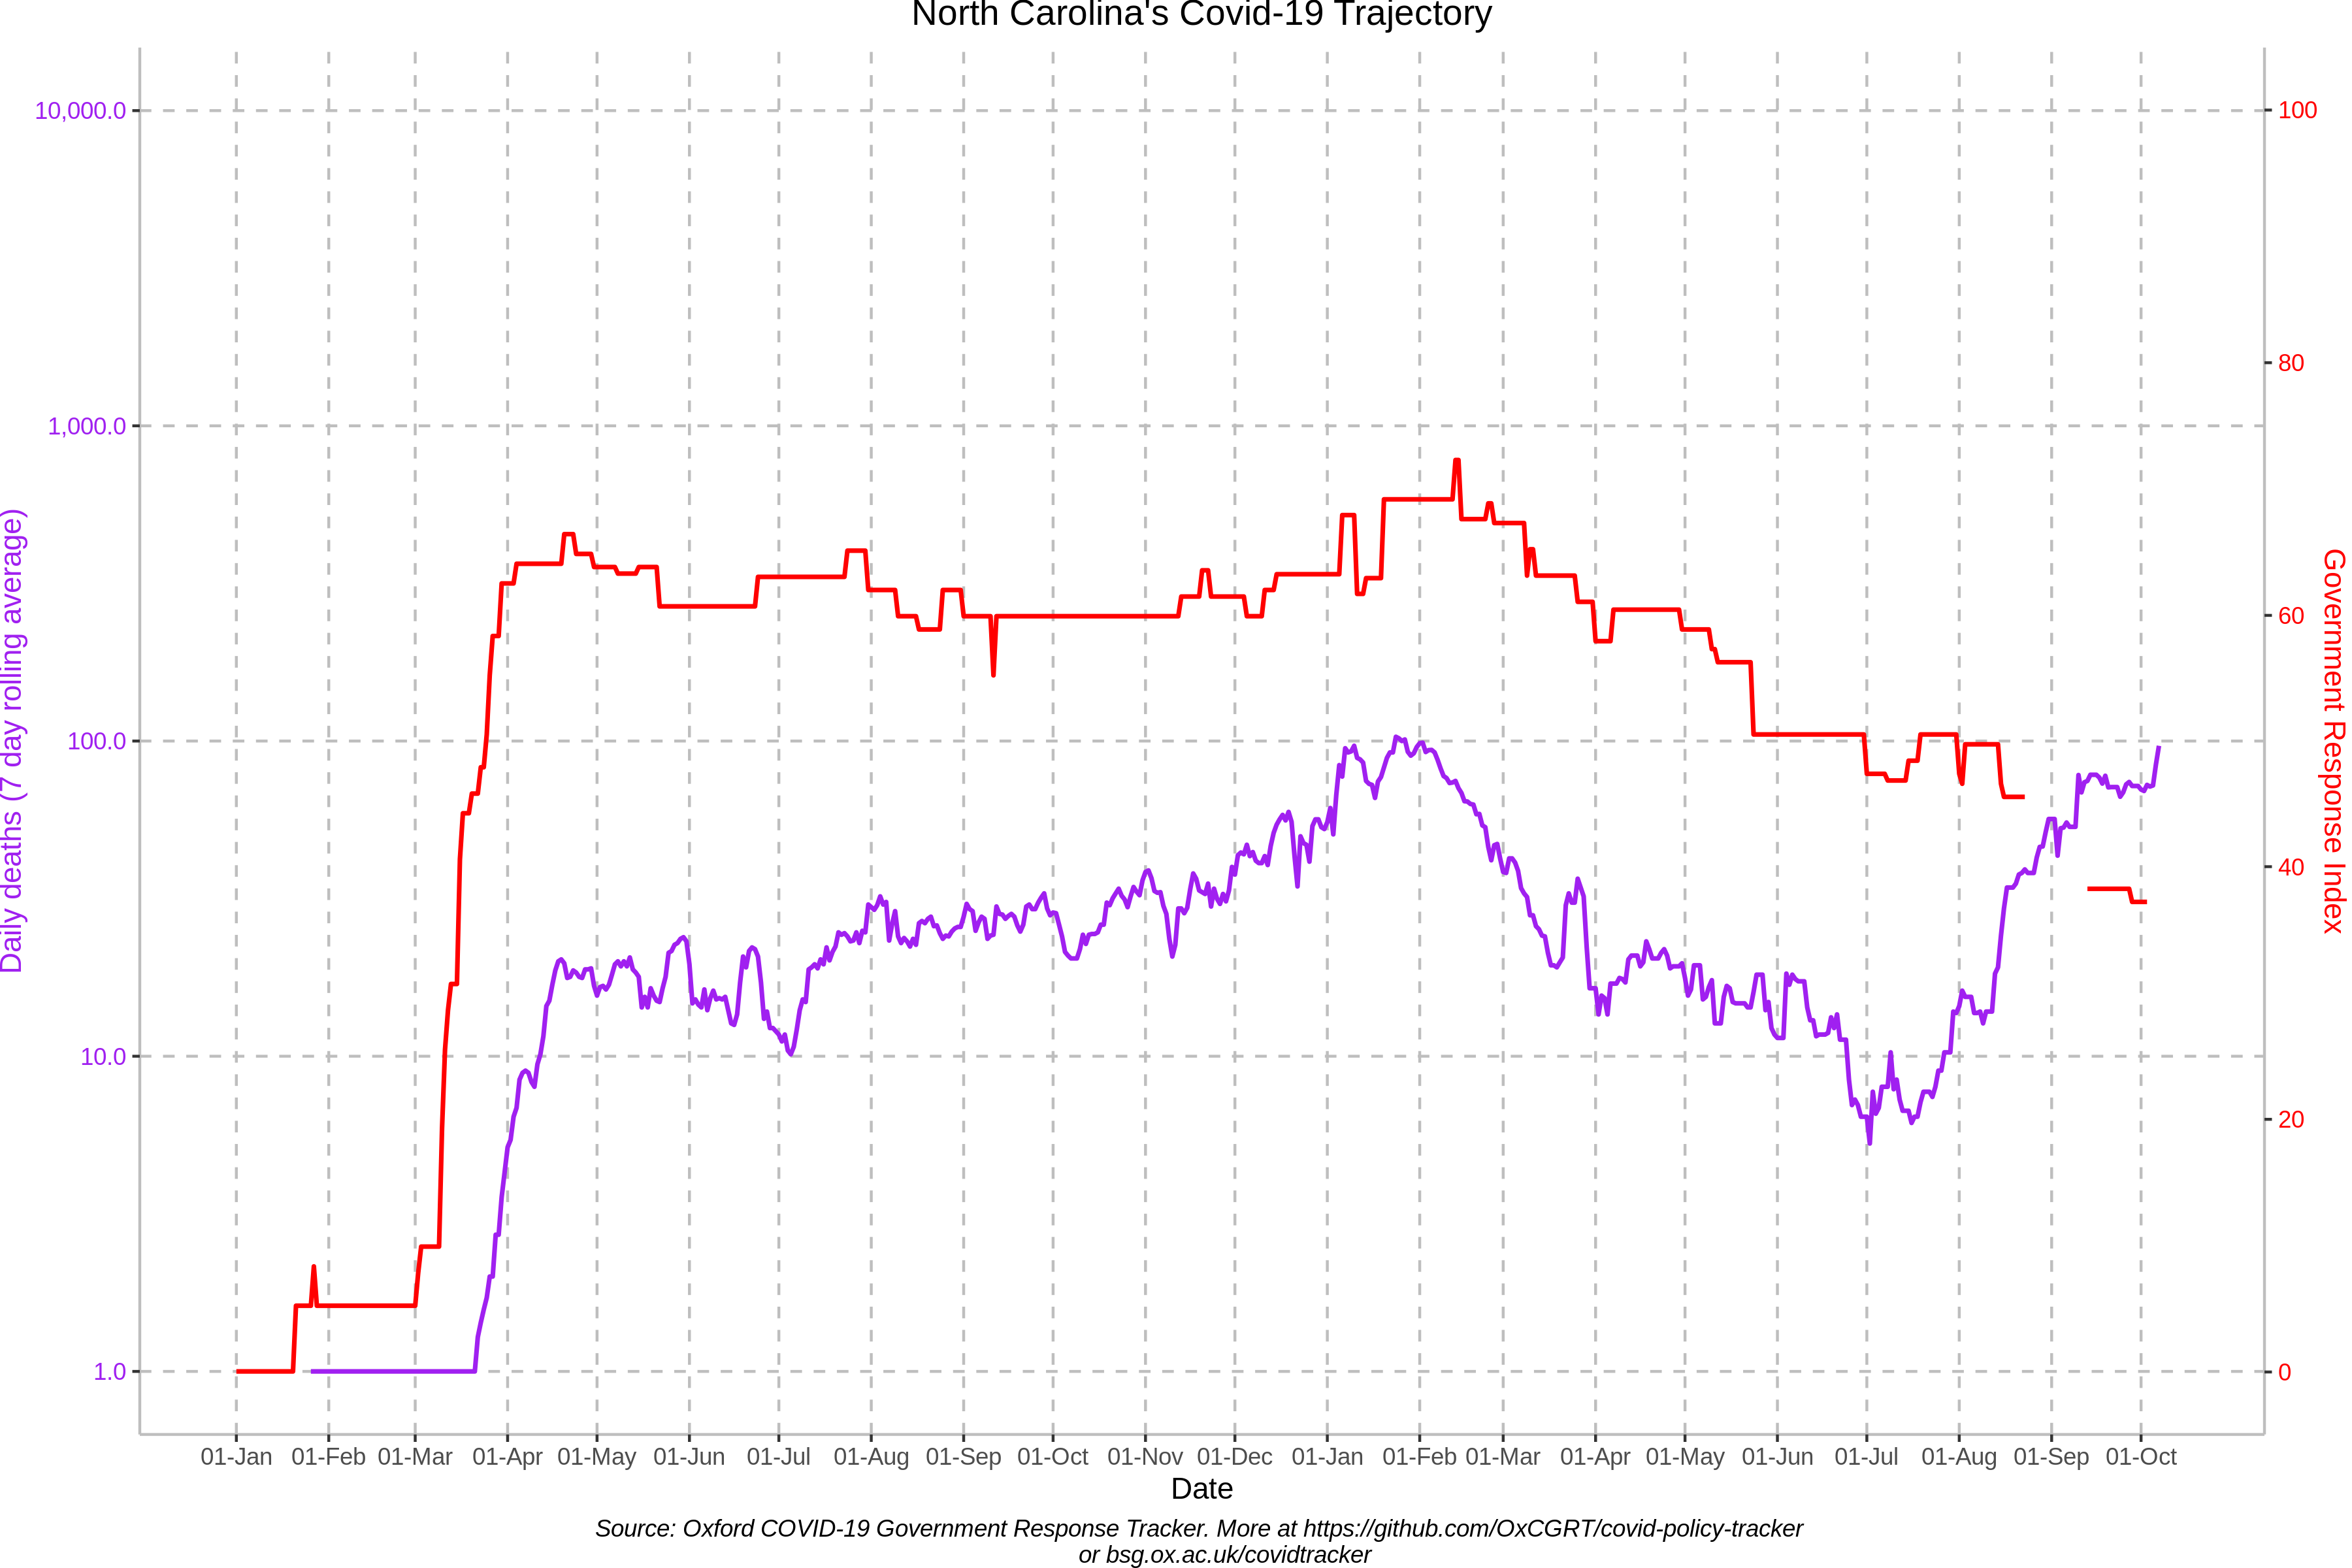 North Carolina's Covid-19 Trajectory
10,000.0
1,000.0
100.0
10.0
1.0
Daily deaths (7 day rolling average)
100
80
60
40
20
0
Government Response Index
01-Jan 01-Feb 01-Mar 01-Apr 01-May 01-Jun 01-Jul 01-Aug 01-Sep 01-Oct 01-Nov 01-Dec 01-Jan 01-Feb 01-Mar 01-Apr 01-May 01-Jun 01-Jul 01-Aug 01-Sep 01-Oct
Date
Source: Oxford COVID-19 Government Response Tracker. More at https://github.com/OxCGRT/covid-policy-tracker
or bsg.ox.ac.uk/covidtracker